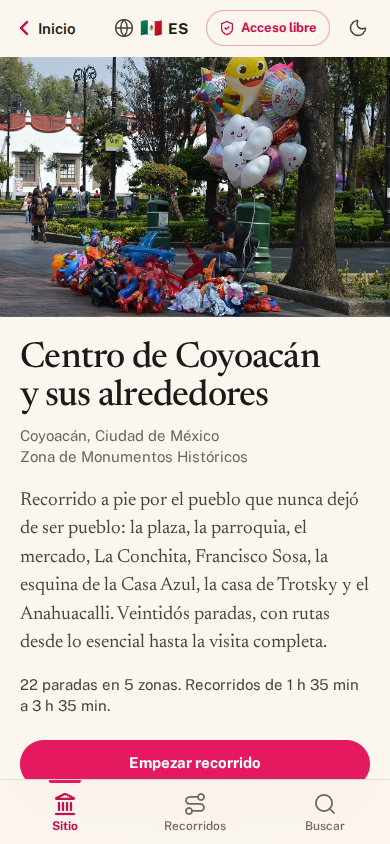 Inicio
ES
Acceso libre
Centro de Coyoacán
y sus alrededores
Coyoacán, Ciudad de México
Zona de Monumentos Históricos
Recorrido a pie por el pueblo que nunca dejó
de ser pueblo: la plaza, la parroquia, el
mercado, La Conchita, Francisco Sosa, la
esquina de la Casa Azul, la casa de Trotsky y el
Anahuacalli. Veintidós paradas, con rutas
desde lo esencial hasta la visita completa.
22 paradas en 5 zonas. Recorridos de 1 h 35 min
a 3 h 35 min.
Empezar recorrido
Sitio
Recorridos
Buscar